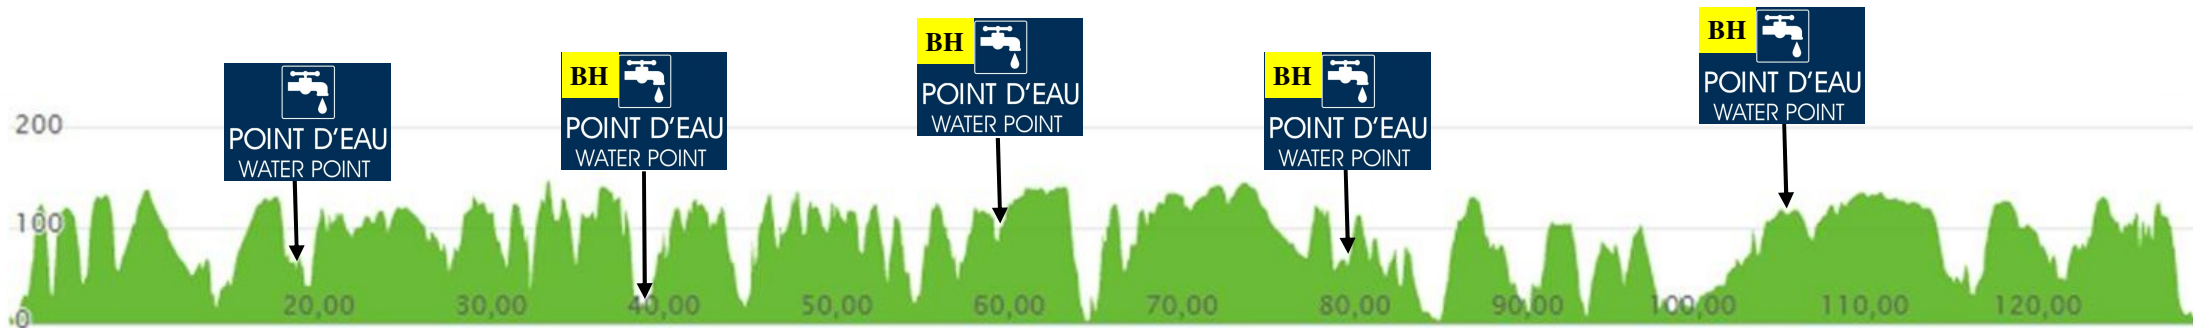 POINT D'EAU
WATER POINT
BH
POINT D'EAU
WATER POINT
BH
POINT D'EAU
WATER POINT
BH
POINT D'EAU
WATER POINT
BH
POINT D'EAU
WATER POINT
200
100
0
20,00 30,00 40,00 50,00 60,00 70,00 80,00 90,00 100,00 110,00 120,00